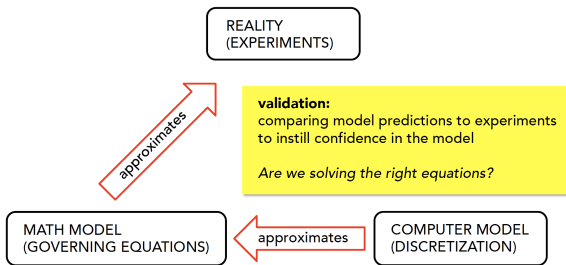 REALITY
(EXPERIMENTS)
approximates
validation:
comparing model predictions to experiments
to instill confidence in the model
Are we solving the right equations?
MATH MODEL
(GOVERNING EQUATIONS)
approximates
COMPUTER MODEL
(DISCRETIZATION)